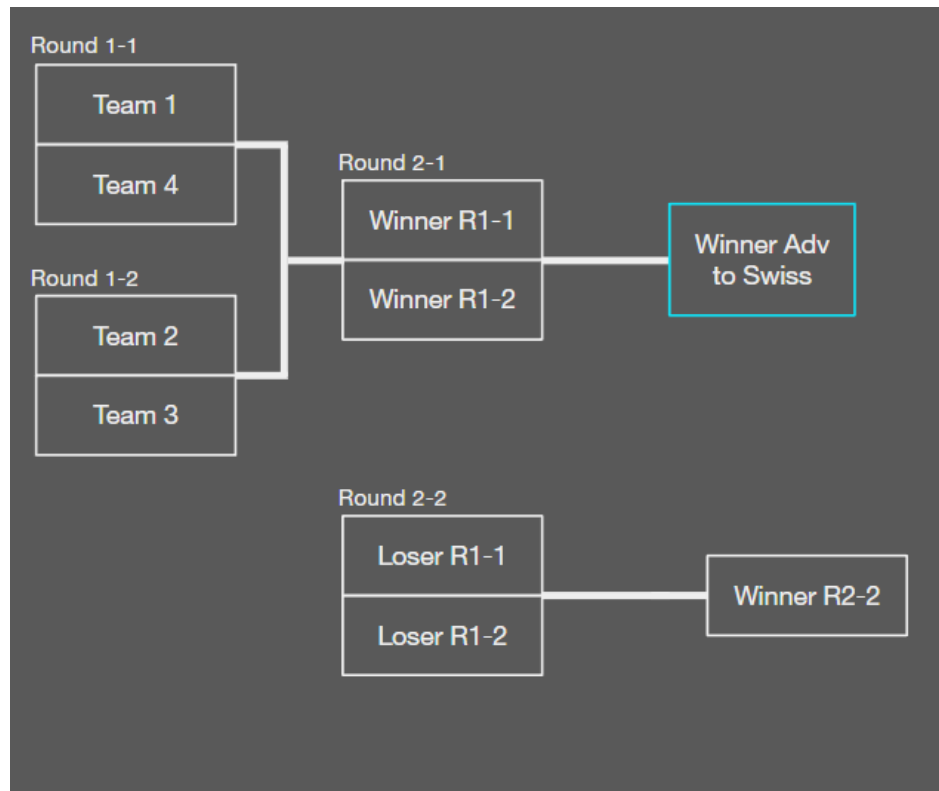 Round 1-1
Team 1
Team 4
Round 1-2
Team 2
Team 3
Round 2-1
Winner R1-1
Winner R1-2
Winner Adv
to Swiss
Round 2-2
Loser R1-1
Loser R1-2
Winner R2-2